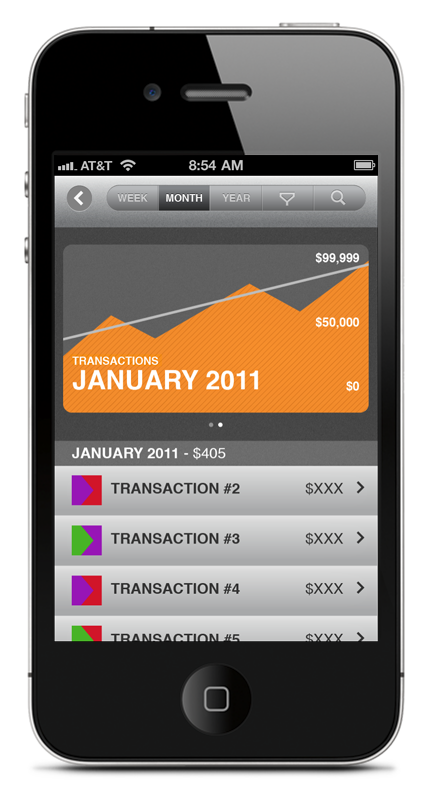 AT&T 8:54 AM
WEEK MONTH YEAR
$99,999
$50,000
TRANSACTIONS
JANUARY 2011 $0
JANUARY 2011 - $405
TRANSACTION #2 $XXX
TRANSACTION #3 $XXX
TRANSACTION #4 $XXX
TRANSACTION #5 $XXX